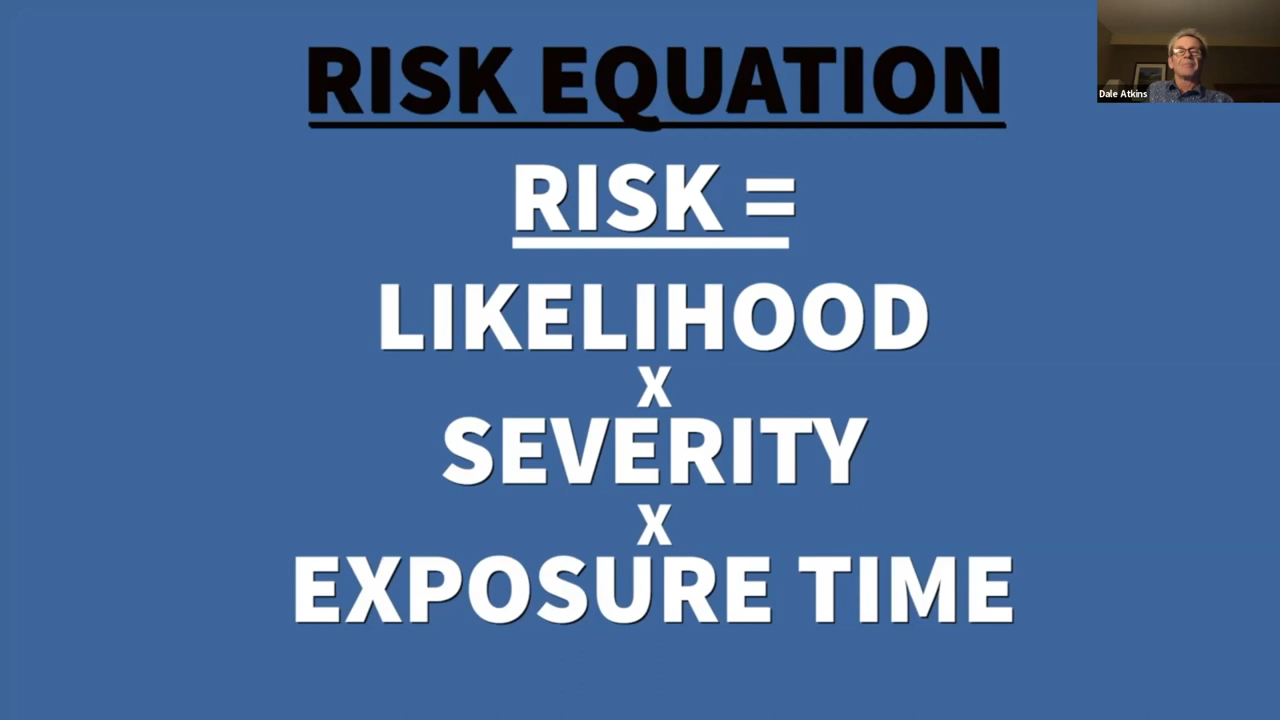 RISK EQUATION
RISK =
LIKELIHOOD
x
SEVERITY
x
EXPOSURE TIME
Dale Atkins